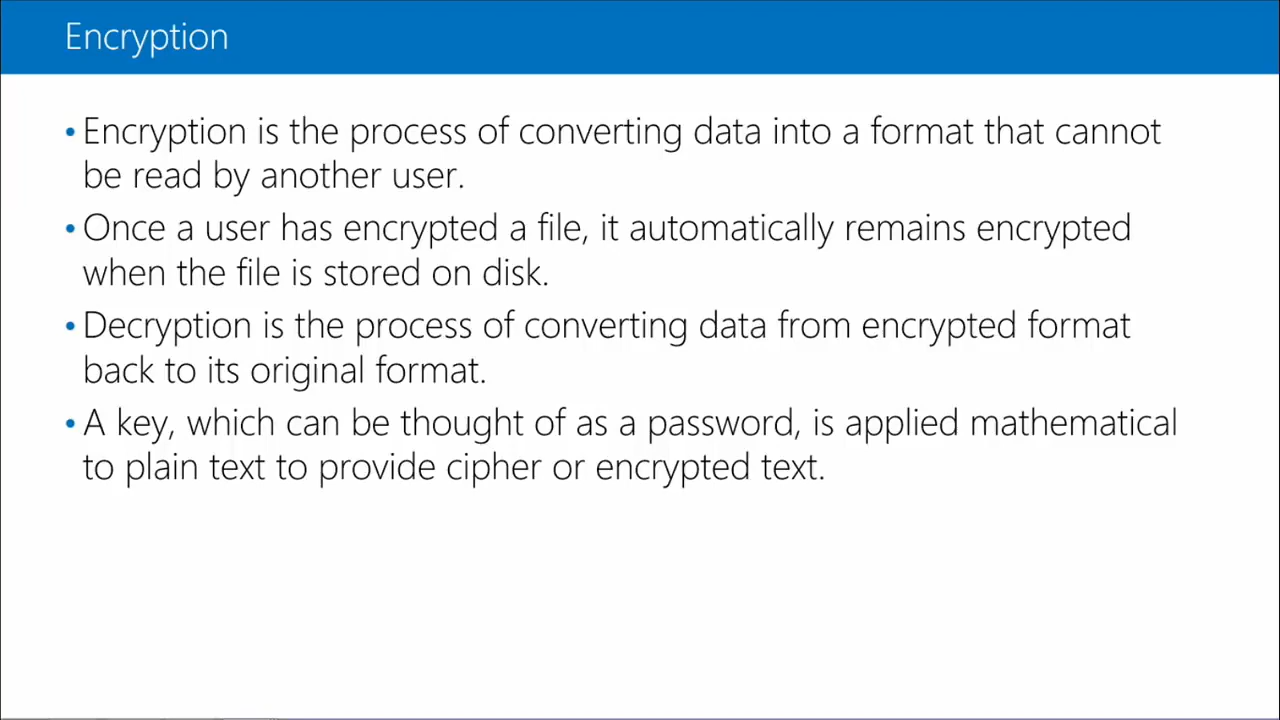 Encryption
• Encryption is the process of converting data into a format that cannot
be read by another user.
• Once a user has encrypted a file, it automatically remains encrypted
when the file is stored on disk.
• Decryption is the process of converting data from encrypted format
back to its original format.
• A key, which can be thought of as a password, is applied mathematical
to plain text to provide cipher or encrypted text.